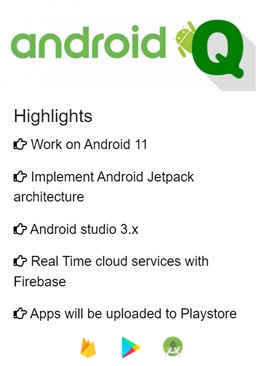 android Q
Highlights
Work on Android 11
Implement Android Jetpack
architecture
Android studio 3.x
Real Time cloud services with
Firebase
Apps will be uploaded to Playstore